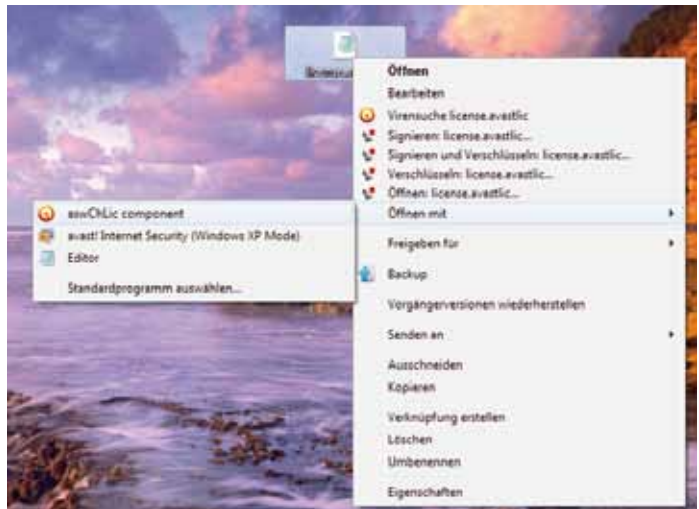 Öffnen
Bearbeiten
Virensuche license.avastlic
Signieren: license.avastlic...
Signieren und Verschlüsseln: license.avastlic...
Verschlüsseln: license.avastlic...
Öffnen: license.avastlic...
Öffnen mit
aswChLic component
avast! Internet Security (Windows XP Mode)
Editor
Standardprogramm auswählen...
Freigeben für
Backup
Vorgängerversionen wiederherstellen
Senden an
Ausschneiden
Kopieren
Verknüpfung erstellen
Löschen
Umbenennen
Eigenschaften